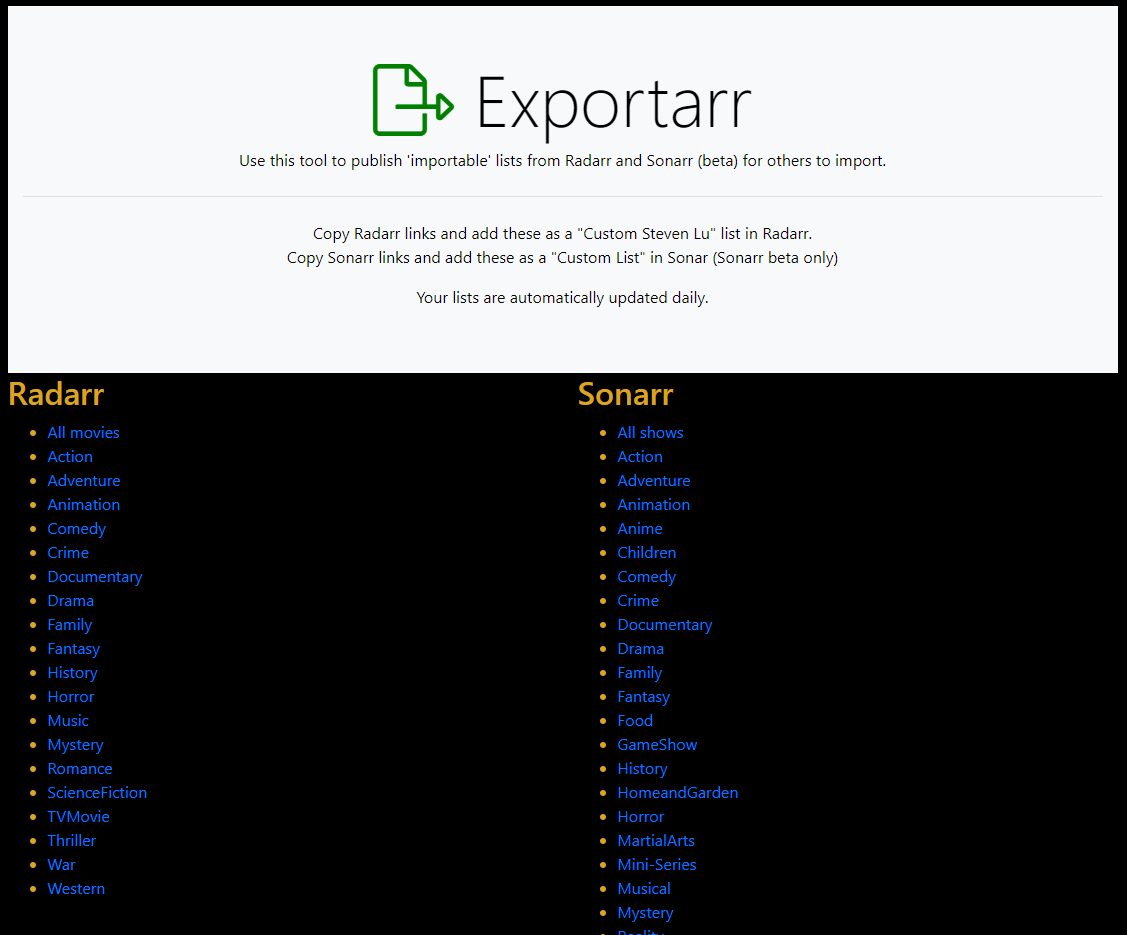 Exportarr
Use this tool to publish 'importable' lists from Radarr and Sonarr (beta) for others to import.
Copy Radarr links and add these as a "Custom Steven Lu" list in Radarr.
Copy Sonarr links and add these as a "Custom List" in Sonar (Sonarr beta only)
Your lists are automatically updated daily.
Radarr
All movies
Action
Adventure
Animation
Comedy
Crime
Documentary
Drama
Family
Fantasy
History
Horror
Music
Mystery
Romance
ScienceFiction
TVMovie
Thriller
War
Western
Sonarr
All shows
Action
Adventure
Animation
Anime
Children
Comedy
Crime
Documentary
Drama
Family
Fantasy
Food
GameShow
History
HomeandGarden
Horror
MartialArts
Mini-Series
Musical
Mystery